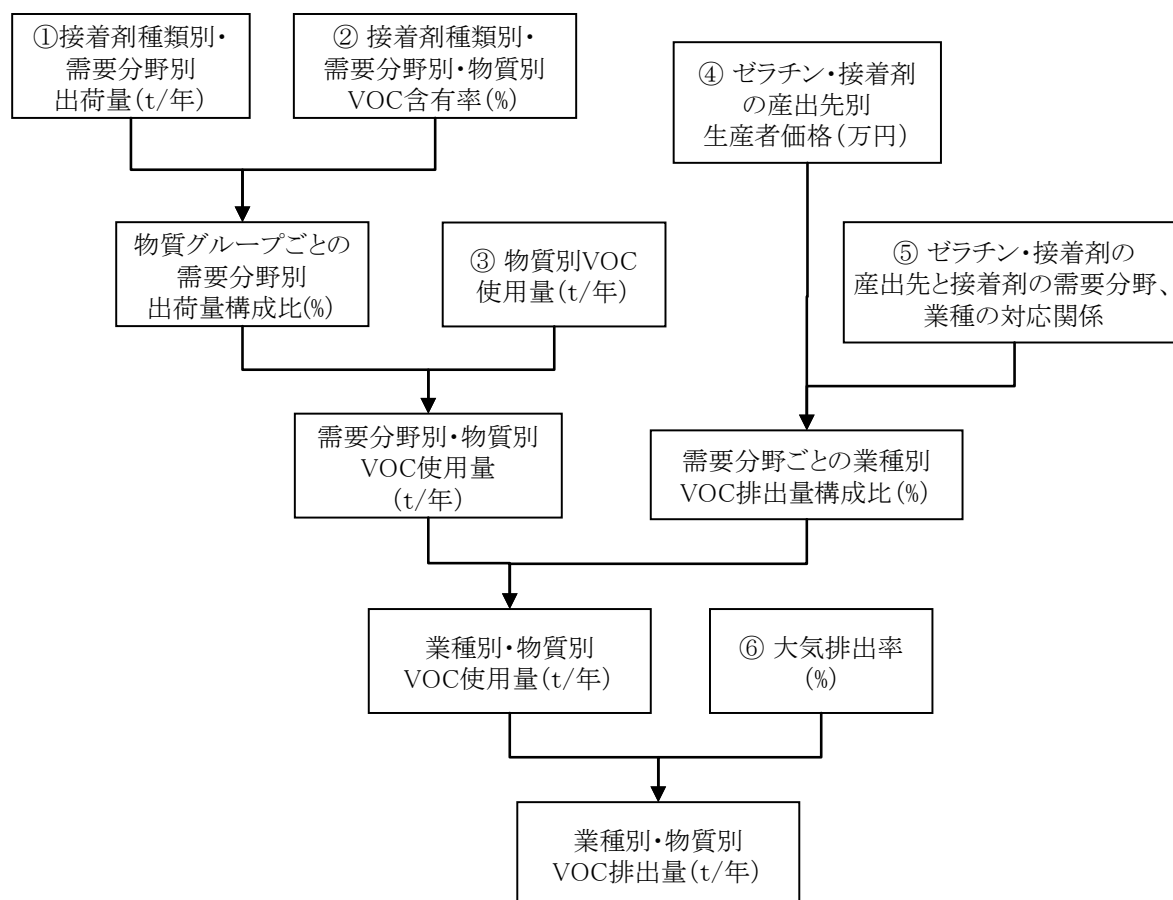 ①接着剤種類別・
需要分野別
出荷量(t/年)
② 接着剤種類別・
需要分野別・物質別
VOC含有率(%)
④ ゼラチン・接着剤
の産出先別
生産者価格(万円)
物質グループごとの
需要分野別
出荷量構成比(%)
③ 物質別VOC
使用量(t/年)
⑤ ゼラチン・接着剤の
産出先と接着剤の需要分野、
業種の対応関係
需要分野別・物質別
VOC使用量
(t/年)
需要分野ごとの業種別
VOC排出量構成比(%)
業種別・物質別
VOC使用量(t/年)
⑥ 大気排出率
(%)
業種別・物質別
VOC排出量(t/年)